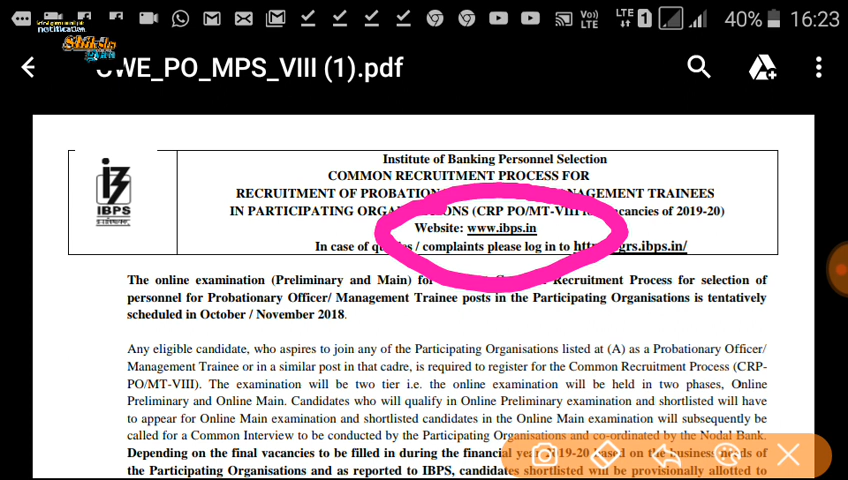 Vo)
LTE
LTE
1
40%
16:23
notification
CWE_PO_MPS_VIII (1).pdf
IBPS
Institute of Banking Personnel Selection
COMMON RECRUITMENT PROCESS FOR
RECRUITMENT OF MANAGEMENT TRAINEES
IN PARTICIPATING (CRP PO/MT-VIII vacancies of 2019-20)
Website: www.ibps.in
In case of / complaints please log in to
The online examination (Preliminary and Main) Recruitment Process for selection of
personnel for Probationary Officer/ Management Trainee posts in the Participating Organisations is tentatively
scheduled in October / November 2018.
Any eligible candidate, who aspires to join any of the Participating Organisations listed at (A) as a Probationary Officer/
Management Trainee or in a similar post in that cadre, is required to register for the Common Recruitment Process (CRP-
PO/MT-VIII). The examination will be two tier i.e. the online examination will be held in two phases, Online
Preliminary and Online Main. Candidates who will qualify in Online Preliminary examination and shortlisted will have
to appear for Online Main examination and shortlisted candidates in the Online Main examination will subsequently be
called for a Common Interview to be conducted by the Participating Organisations and co-ordinated by the Nodal Bank.
Depending on the final vacancies to be filled in during the financial year 2019-20 based on the business needs of
the Participating Organisations and as reported to IBPS, candidates shortlisted will be provisionally allotted to